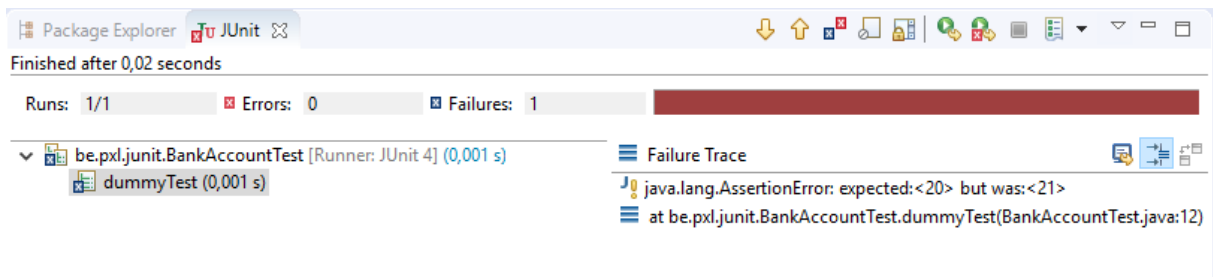 Package Explorer JUnit
Finished after 0,02 seconds
Runs: 1/1 Errors: 0 Failures: 1
be.pxl.junit.BankAccountTest [Runner: JUnit 4] (0,001 s)
dummyTest (0,001 s)
Failure Trace
java.lang.AssertionError: expected:<20> but was:<21>
at be.pxl.junit.BankAccountTest.dummyTest(BankAccountTest.java:12)